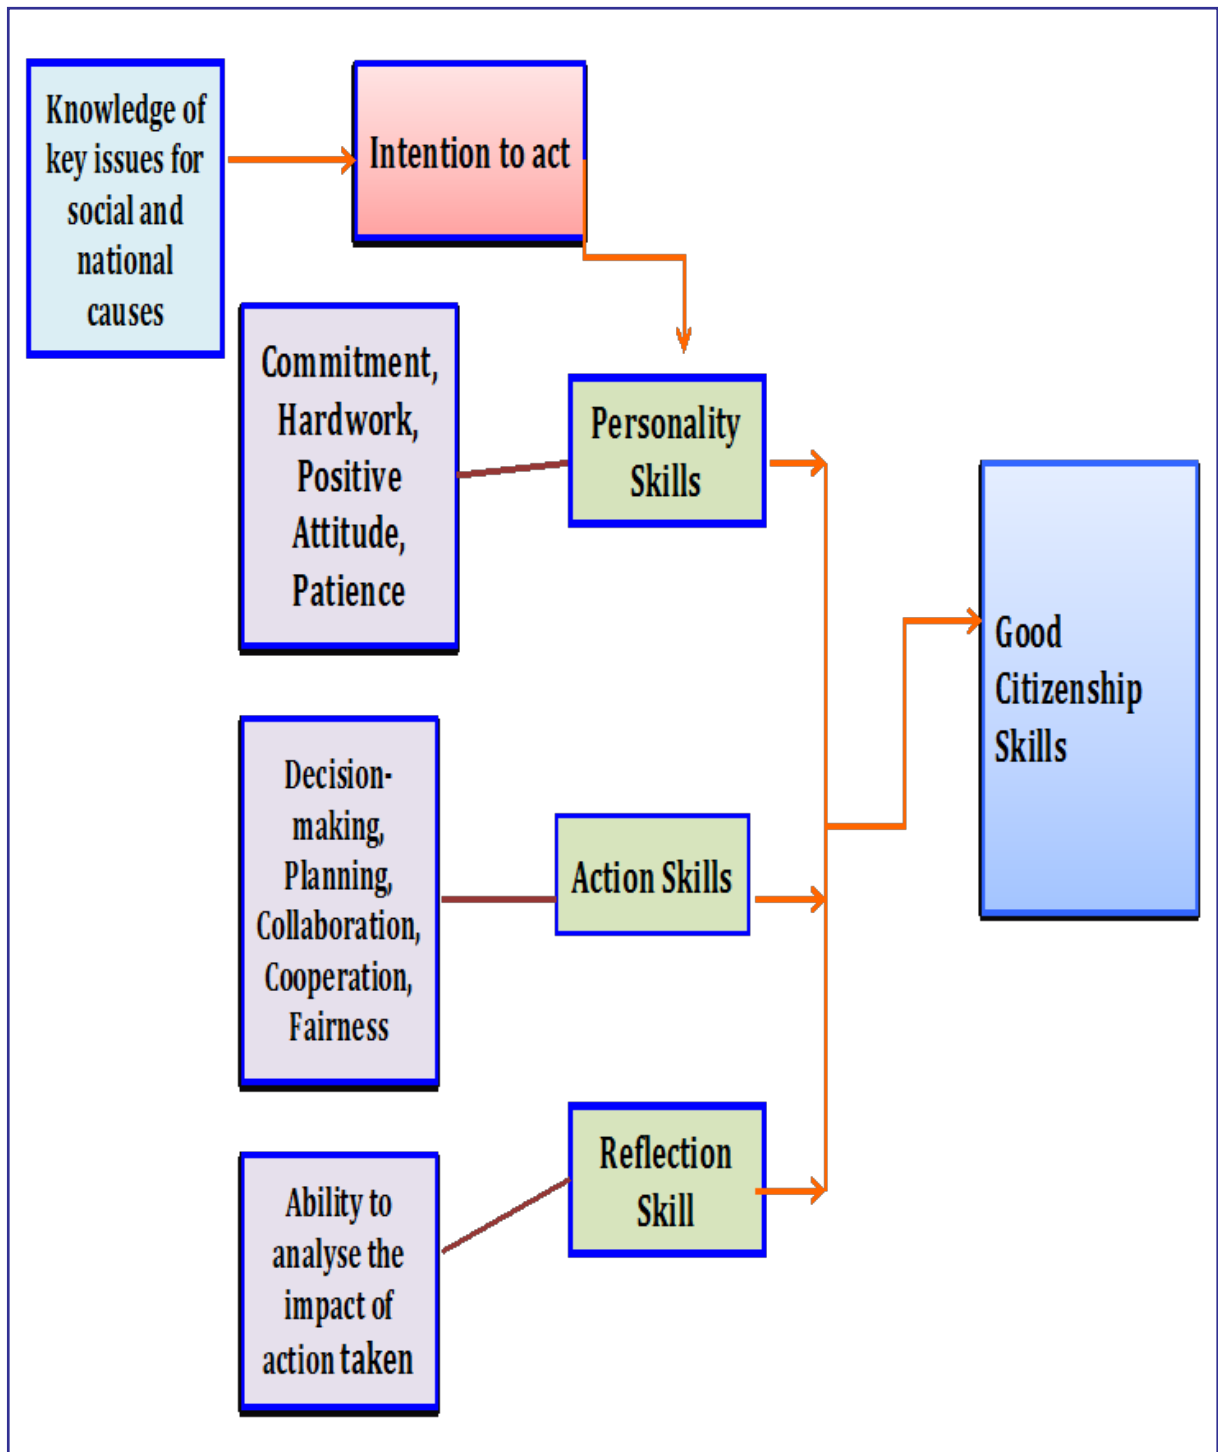 Knowledge of
key issues for
social and
national
causes
Intention to act
Commitment,
Hardwork,
Positive
Attitude,
Patience
Personality
Skills
Good
Citizenship
Skills
Decision-
making,
Planning,
Collaboration,
Cooperation,
Fairness
Action Skills
Reflection
Skill
Ability to
analyse the
impact of
action taken